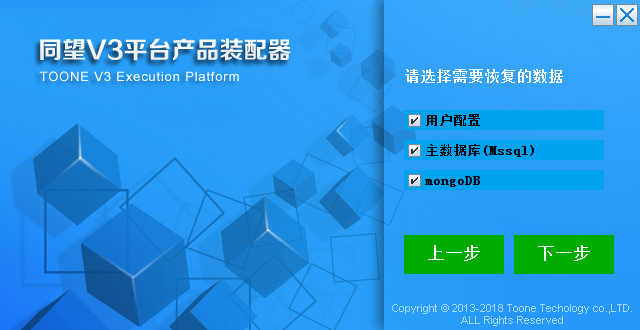 同望V3平台产品装配器
TOONE V3 Execution Platform
请选择需要恢复的数据
用户配置
主数据库(Mssql)
mongoDB
上一步
下一步
Copyright © 2013-2018 Toone Techology co.,LTD.
ALL Rights Reserved